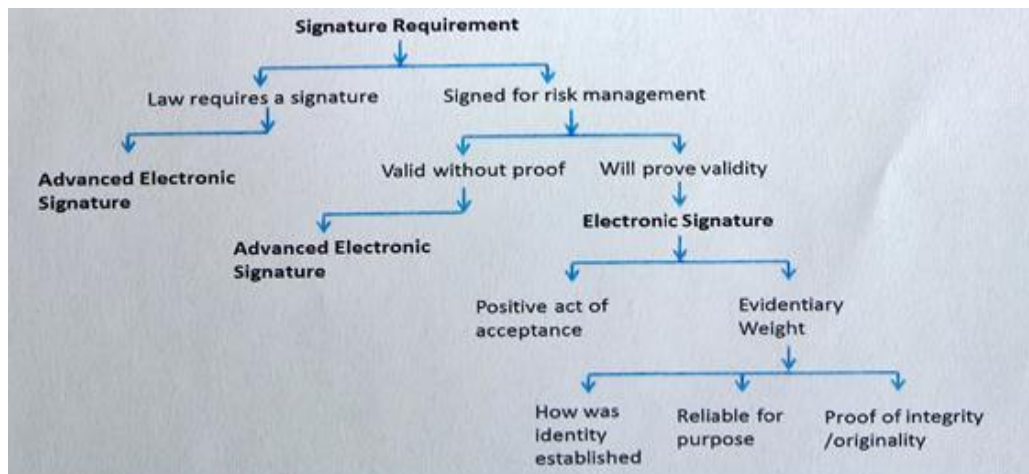 Signature Requirement
Law requires a signature
Signed for risk management
Advanced Electronic
Signature
Valid without proof
Will prove validity
Advanced Electronic
Signature
Electronic Signature
Positive act of
acceptance
Evidentiary
Weight
How was
identity
established
Reliable for
purpose
Proof of integrity
/originality